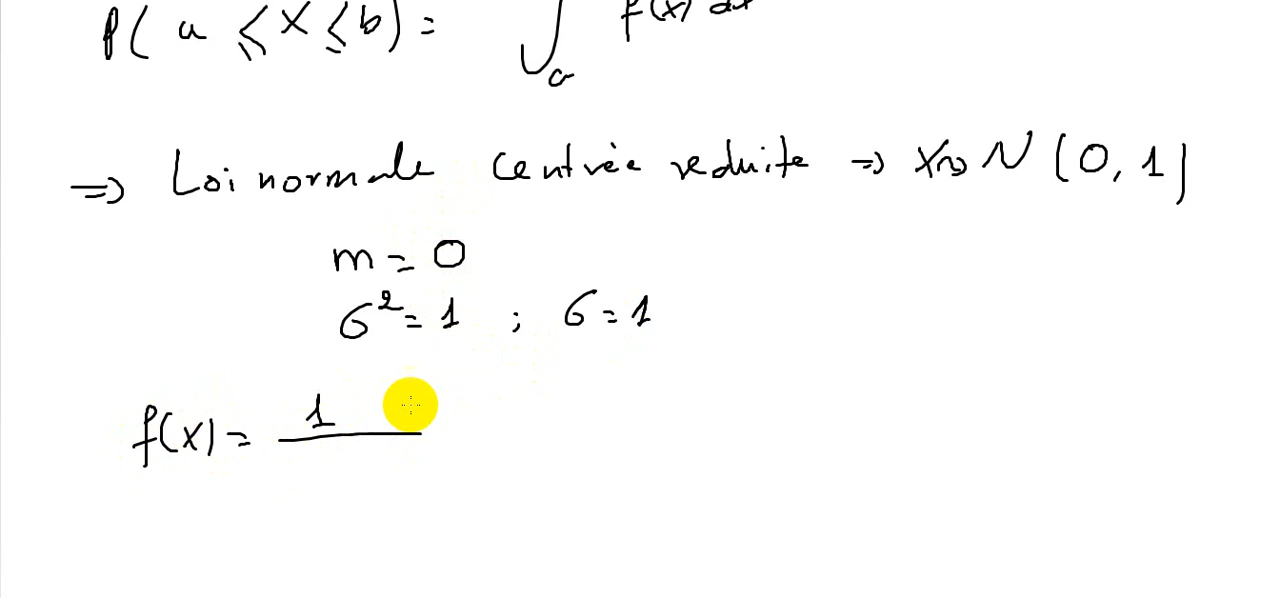 P( a ⩽ X ⩽ b) = ∫a f(x) dx
⇒ Loi normale centrée reduite ⇒ X ~ N (0, 1)
m = 0
σ² = 1 ; σ = 1
f(x) = 1